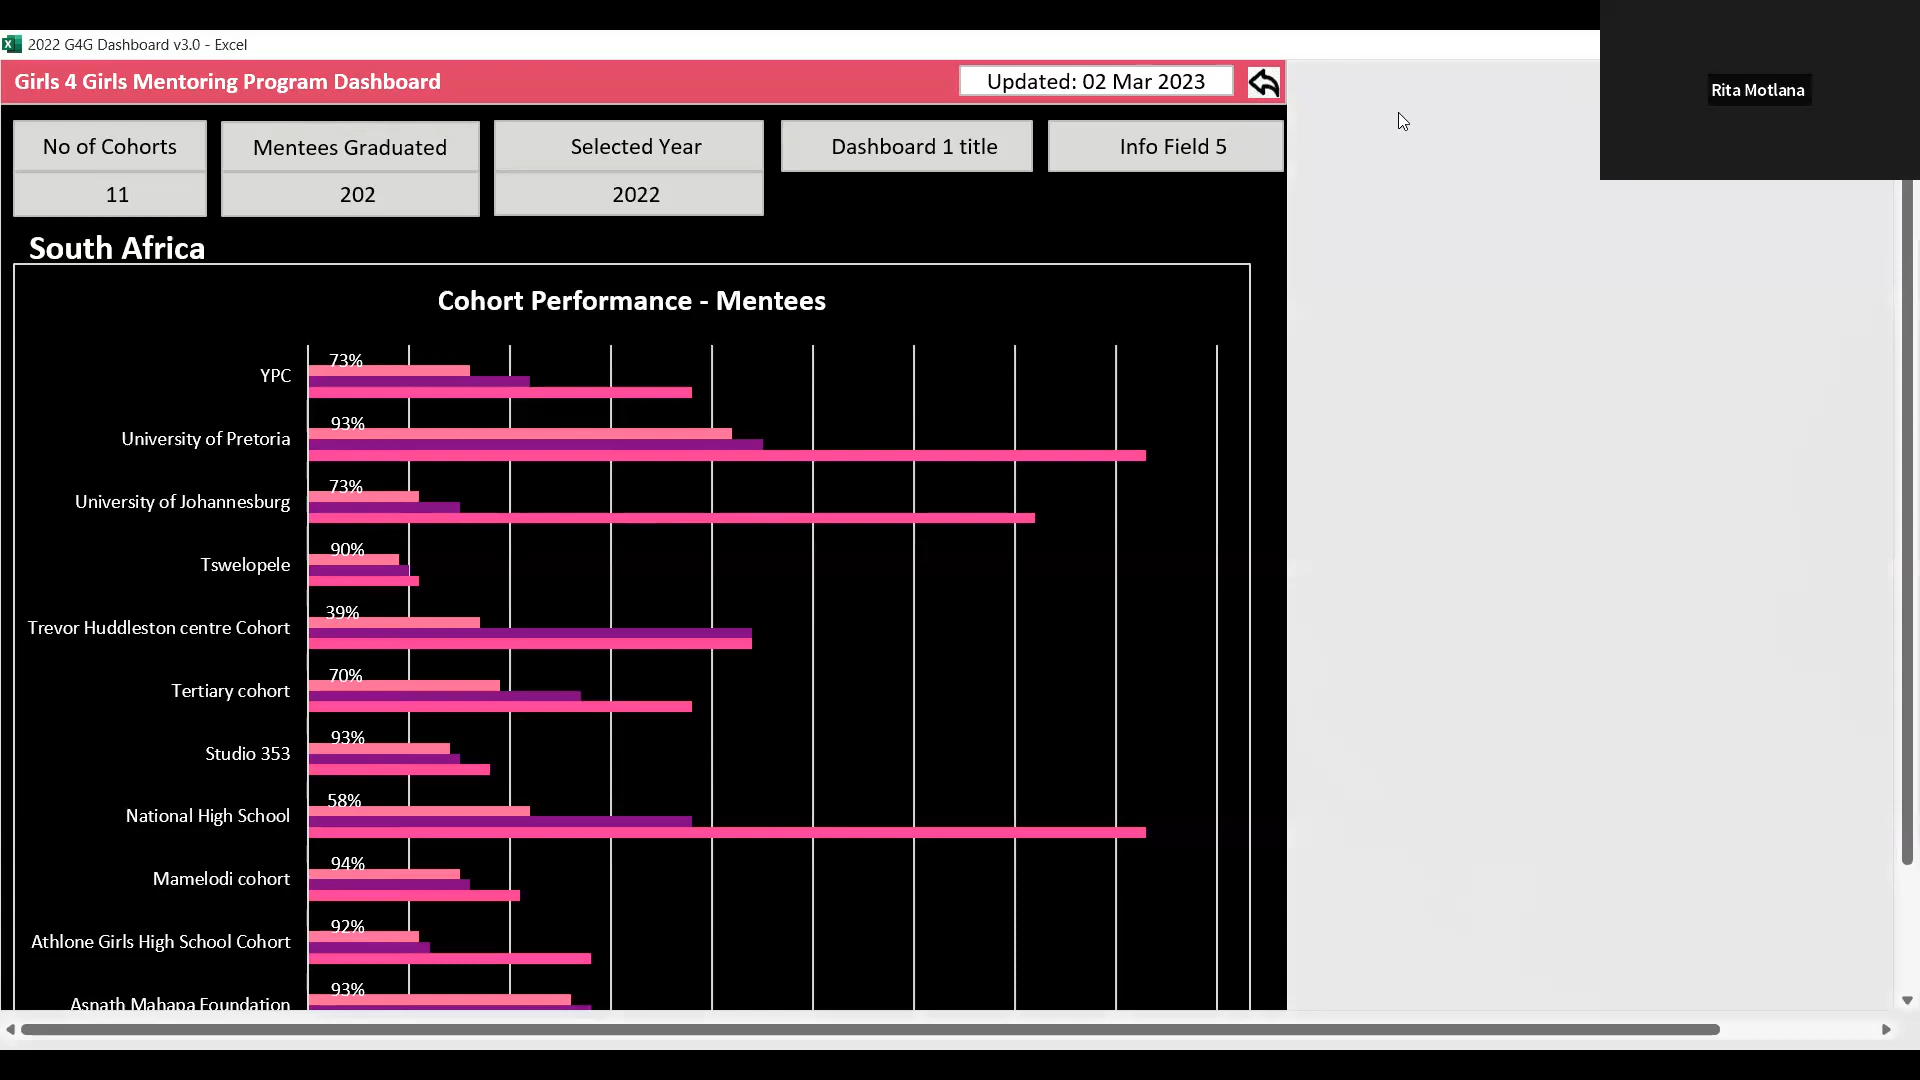 2022 G4G Dashboard v3.0 - Excel
Rita Motlana
Girls 4 Girls Mentoring Program Dashboard
Updated: 02 Mar 2023
No of Cohorts
Mentees Graduated
Selected Year
Dashboard 1 title
Info Field 5
11
202
2022
South Africa
Cohort Performance - Mentees
YPC
73%
University of Pretoria
93%
University of Johannesburg
73%
Tswelopele
90%
Trevor Huddleston centre Cohort
39%
Tertiary cohort
70%
Studio 353
93%
National High School
58%
Mamelodi cohort
94%
Athlone Girls High School Cohort
92%
Asnath Mahapa Foundation
93%